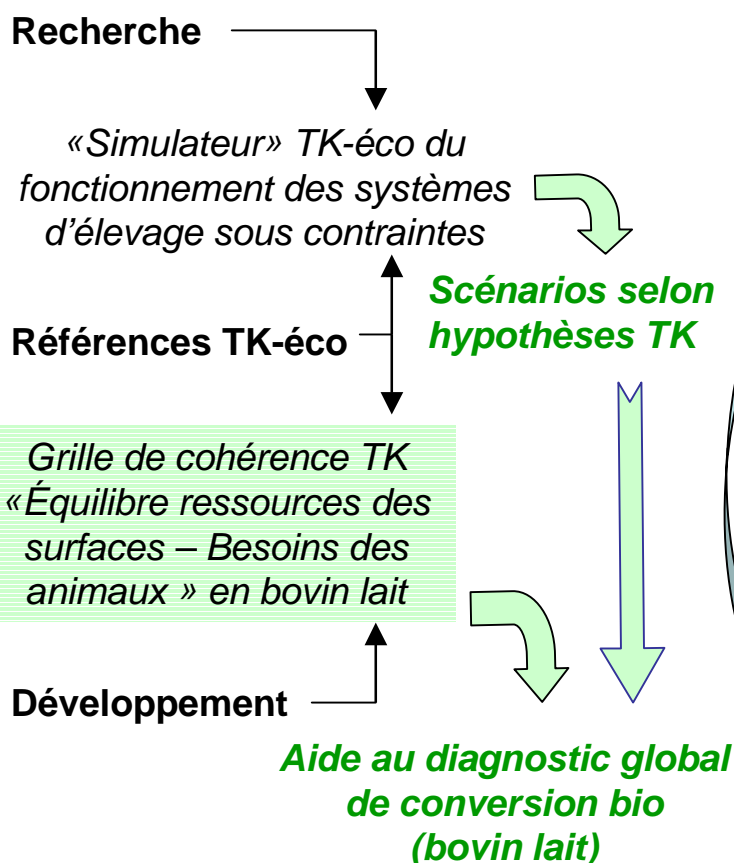 Recherche
«Simulateur» TK-éco du
fonctionnement des systèmes
d’élevage sous contraintes
Scénarios selon
hypothèses TK
Références TK-éco
Grille de cohérence TK
«Équilibre ressources des
surfaces – Besoins des
animaux » en bovin lait
Développement
Aide au diagnostic global
de conversion bio
(bovin lait)